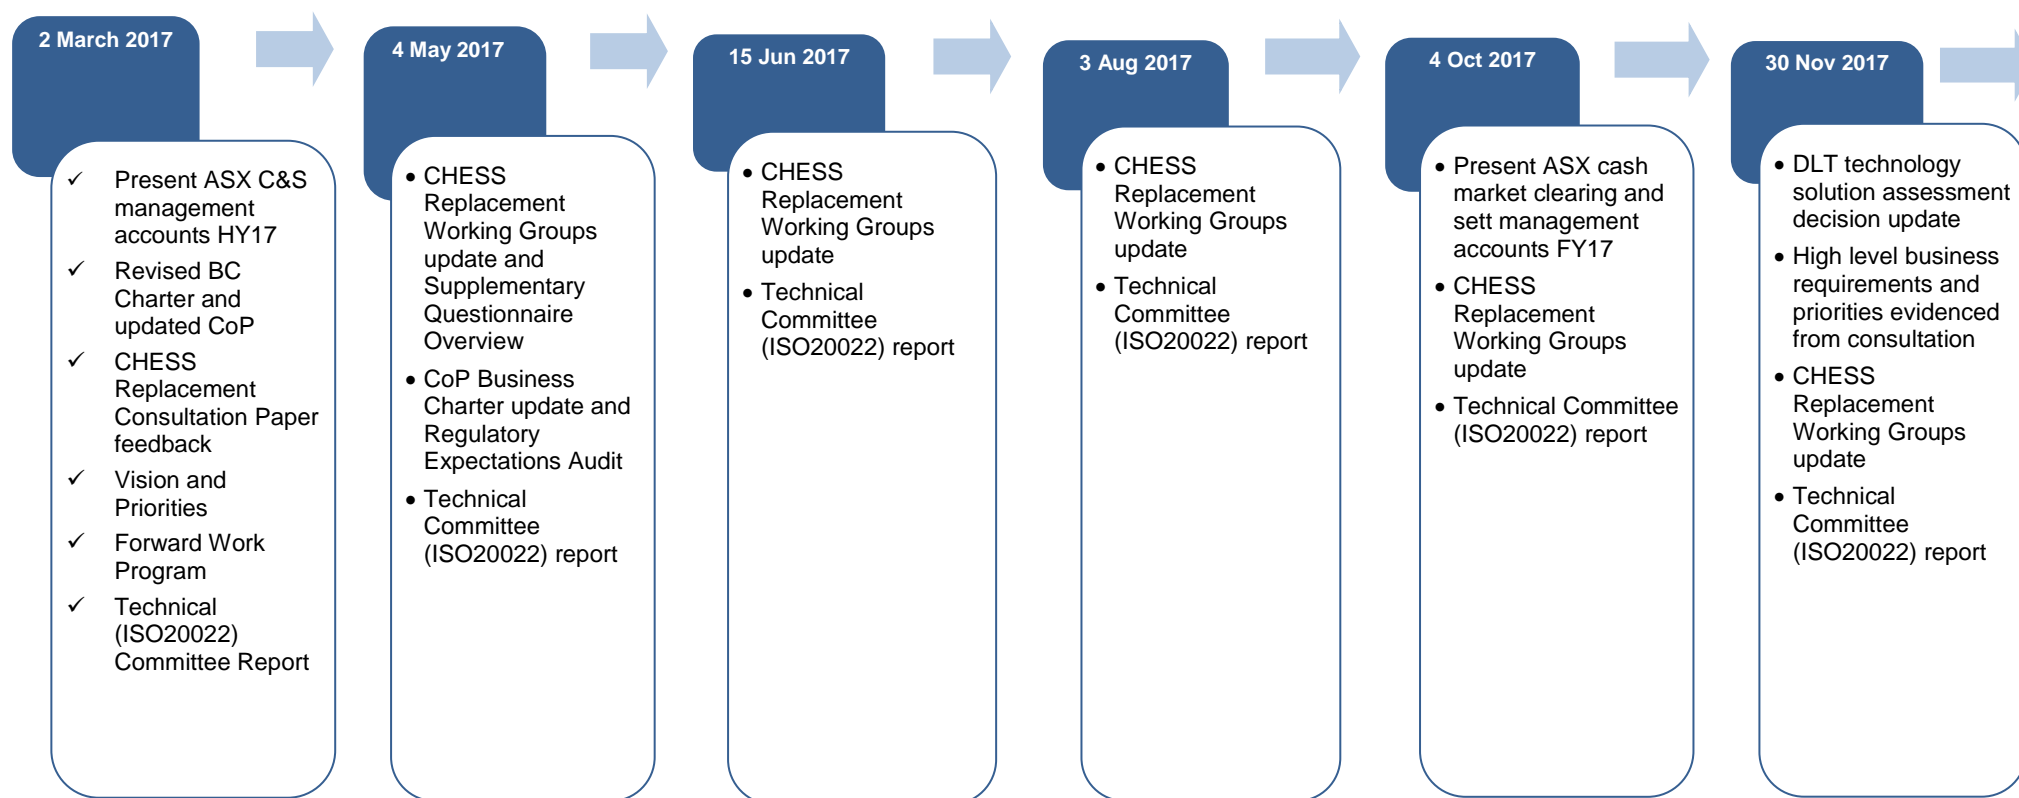 2 March 2017
✓ Present ASX C&S
management
accounts HY17
✓ Revised BC
Charter and
updated CoP
✓ CHESS
Replacement
Consultation Paper
feedback
✓ Vision and
Priorities
✓ Forward Work
Program
✓ Technical
(ISO20022)
Committee Report
4 May 2017
• CHESS
Replacement
Working Groups
update and
Supplementary
Questionnaire
Overview
• CoP Business
Charter update and
Regulatory
Expectations Audit
• Technical
Committee
(ISO20022) report
15 Jun 2017
• CHESS
Replacement
Working Groups
update
• Technical
Committee
(ISO20022) report
3 Aug 2017
• CHESS
Replacement
Working Groups
update
• Technical
Committee
(ISO20022) report
4 Oct 2017
• Present ASX cash
market clearing and
sett management
accounts FY17
• CHESS
Replacement
Working Groups
update
• Technical Committee
(ISO20022) report
30 Nov 2017
• DLT technology
solution assessment
decision update
• High level business
requirements and
priorities evidenced
from consultation
• CHESS
Replacement
Working Groups
update
• Technical
Committee
(ISO20022) report